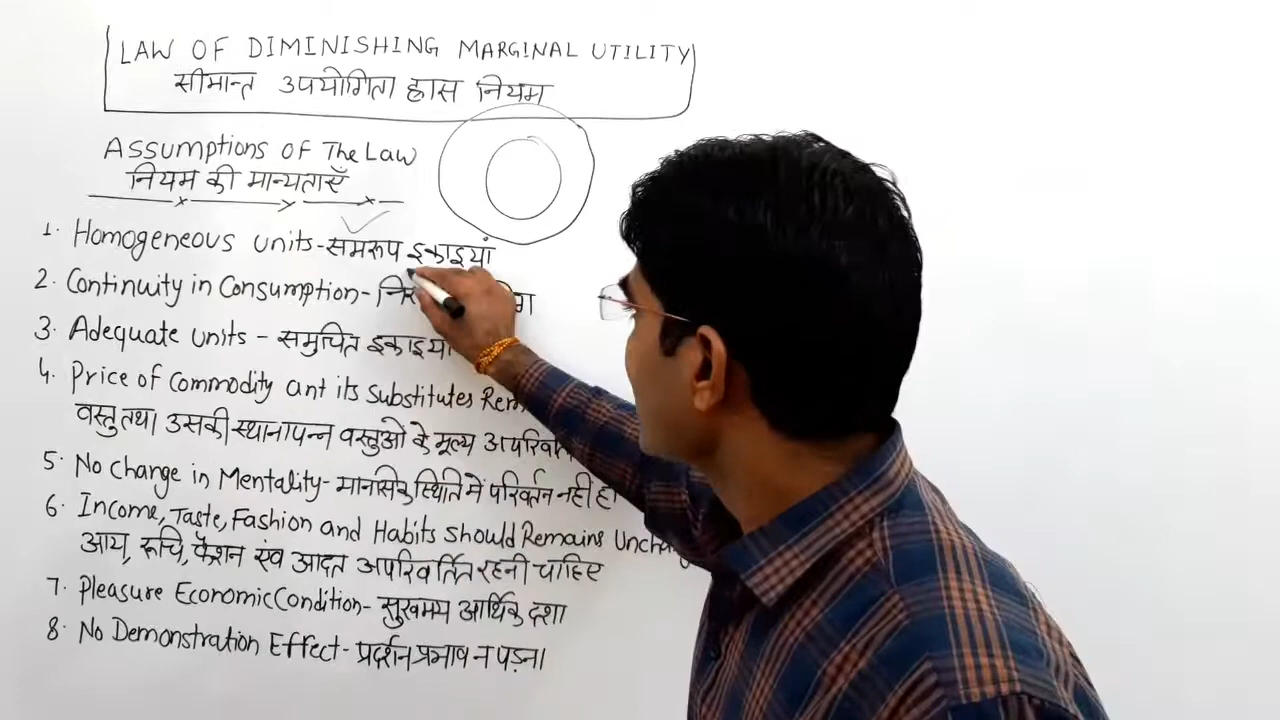 LAW OF DIMINISHING MARGINAL UTILITY
सीमान्त उपयोगिता ह्रास नियम
Assumptions of The Law
नियम की मान्यताएँ
1. Homogeneous units - समरूप इकाइयां
2. Continuity in Consumption -
3. Adequate units - समुचित इकाइयां
4. Price of Commodity ant its Substitutes
वस्तु तथा उसकी स्थानापन्न वस्तुओं के मूल्य
5. No change in Mentality - मानसिक स्थिति में परिवर्तन नही हो
6. Income, Taste, Fashion and Habits should Remains
आय, रूचि, फैशन एंव आदत अपरिवर्तित रहनी चाहिए
7. Pleasure Economic Condition - सुखमय आर्थिक दशा
8. No Demonstration Effect - प्रदर्शन प्रभाव न पड़ना